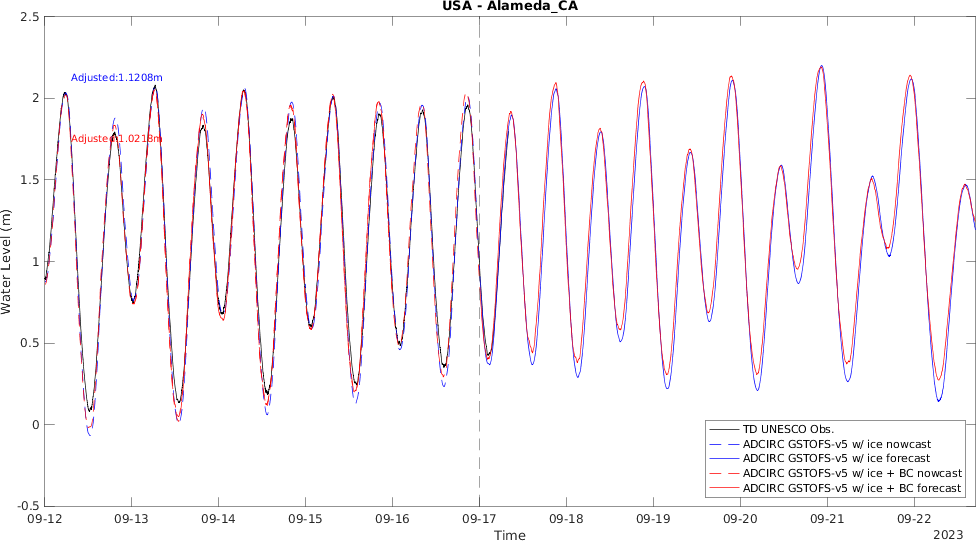 USA - Alameda_CA
2.5
2
1.5
1
0.5
0
-0.5
Water Level (m)
Adjusted:1.1208m
Adjusted:1.0218m
TD UNESCO Obs.
ADCIRC GSTOFS-v5 w/ ice nowcast
ADCIRC GSTOFS-v5 w/ ice forecast
ADCIRC GSTOFS-v5 w/ ice + BC nowcast
ADCIRC GSTOFS-v5 w/ ice + BC forecast
09-12 09-13 09-14 09-15 09-16 09-17 09-18 09-19 09-20 09-21 09-22
Time
2023